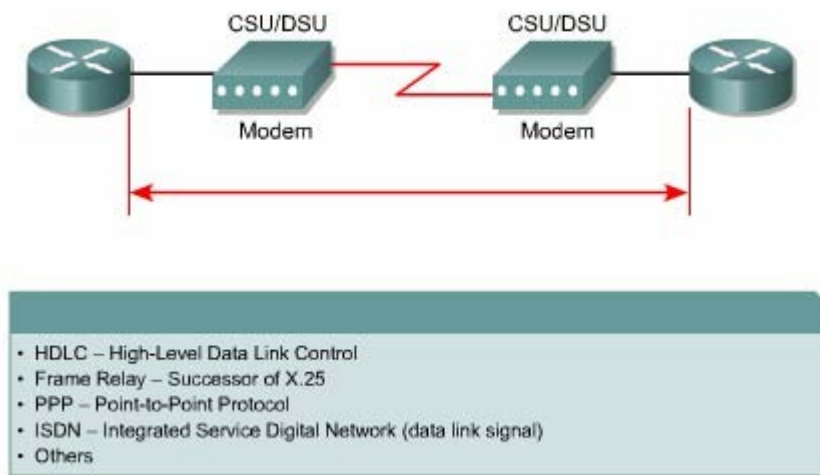 CSU/DSU
CSU/DSU
Modem
Modem
• HDLC – High-Level Data Link Control
• Frame Relay – Successor of X.25
• PPP – Point-to-Point Protocol
• ISDN – Integrated Service Digital Network (data link signal)
• Others